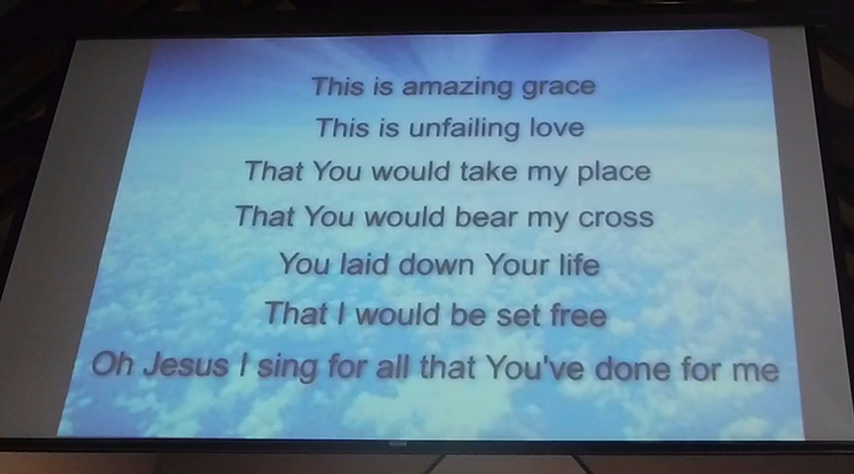 This is amazing grace
This is unfailing love
That You would take my place
That You would bear my cross
You laid down Your life
That I would be set free
Oh Jesus I sing for all that You've done for me